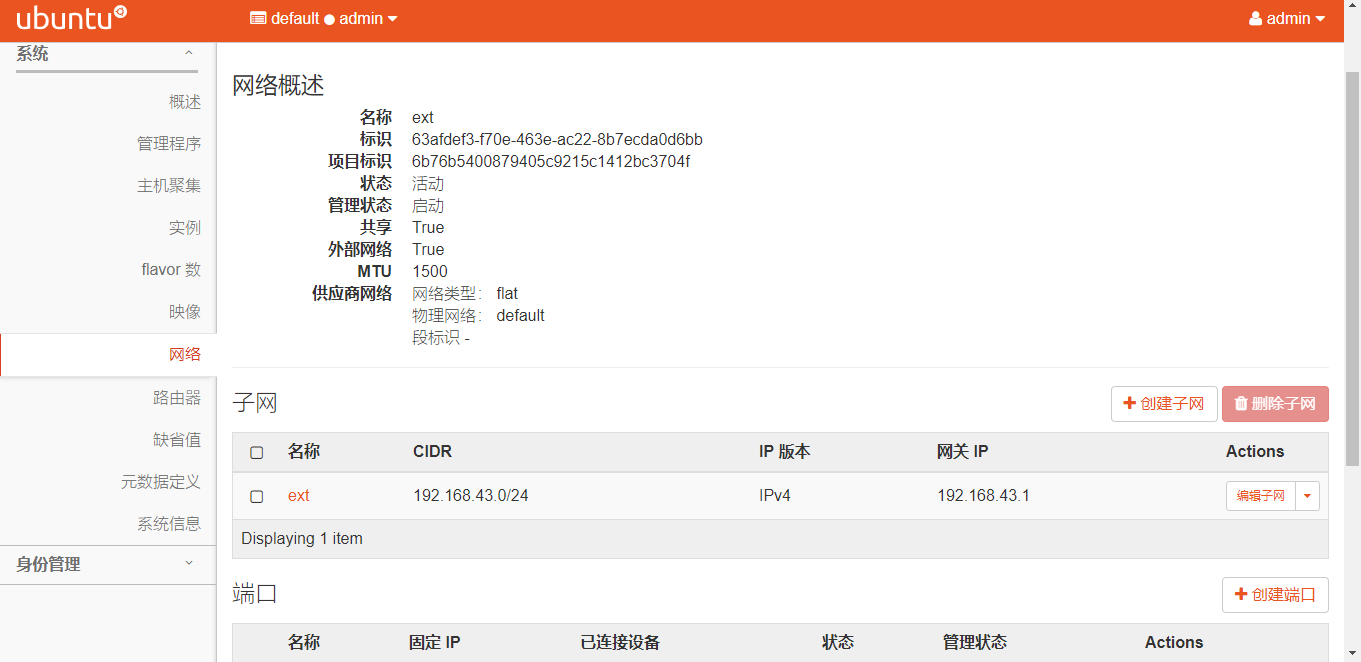 ubuntu
default admin
admin
系统
概述
管理程序
主机聚集
实例
flavor 数
映像
网络
路由器
缺省值
元数据定义
系统信息
身份管理
网络概述
名称 ext
标识 63afdef3-f70e-463e-ac22-8b7ecda0d6bb
项目标识 6b76b5400879405c9215c1412bc3704f
状态 活动
管理状态 启动
共享 True
外部网络 True
MTU 1500
供应商网络 网络类型： flat
物理网络： default
段标识 -
子网
创建子网 删除子网
名称 CIDR IP 版本 网关 IP Actions
ext 192.168.43.0/24 IPv4 192.168.43.1 编辑子网
Displaying 1 item
端口
创建端口
名称 固定 IP 已连接设备 状态 管理状态 Actions